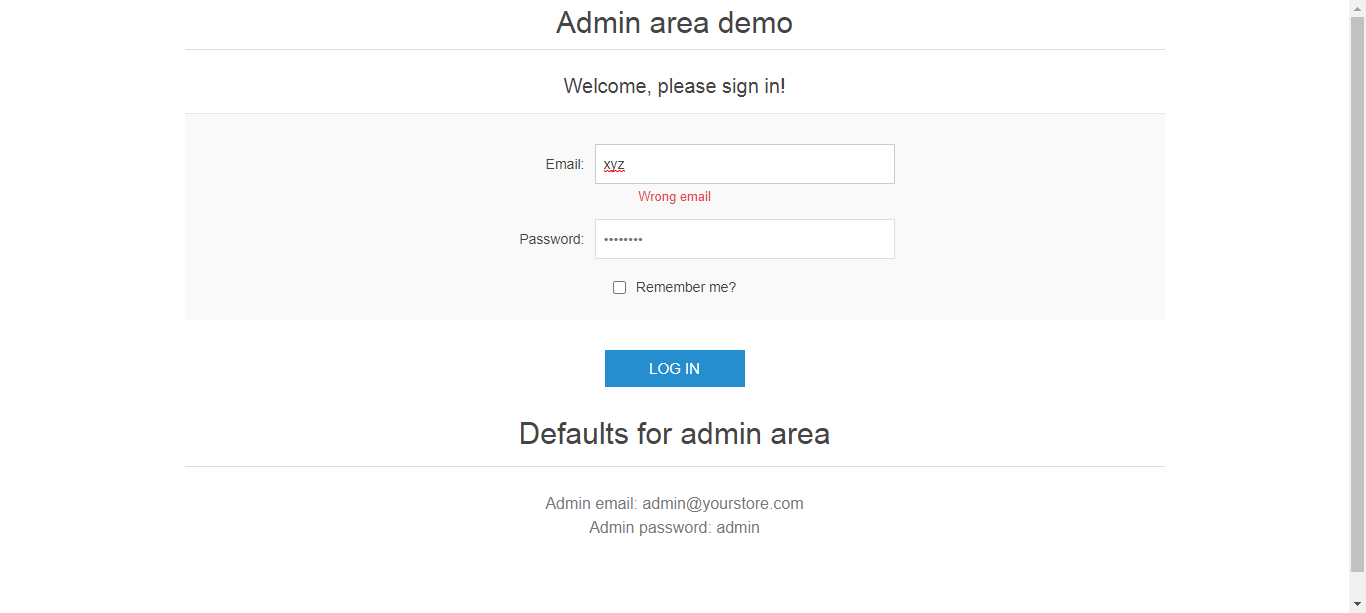 Admin area demo
Welcome, please sign in!
Email: xyz
Wrong email
Password: ••••••••
Remember me?
LOG IN
Defaults for admin area
Admin email: admin@yourstore.com
Admin password: admin